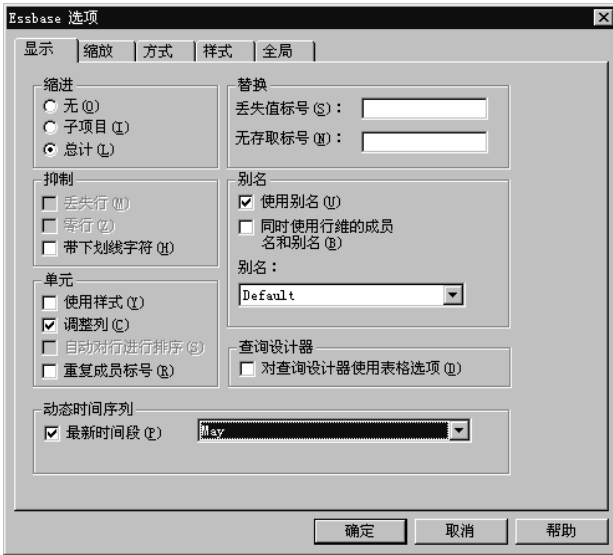 Essbase 选项
显示 缩放 方式 样式 全局
缩进
无(O)
子项目(I)
总计(L)
替换
丢失值标号(S)：
无存取标号(N)：
抑制
丢失行(M)
零行(Z)
带下划线字符(H)
别名
使用别名(U)
同时使用行维的成员
名和别名(B)
别名：
Default
单元
使用样式(Y)
调整列(C)
自动对行进行排序(S)
重复成员标号(R)
查询设计器
对查询设计器使用表格选项(D)
动态时间序列
最新时间段(P)
May
确定 取消 帮助